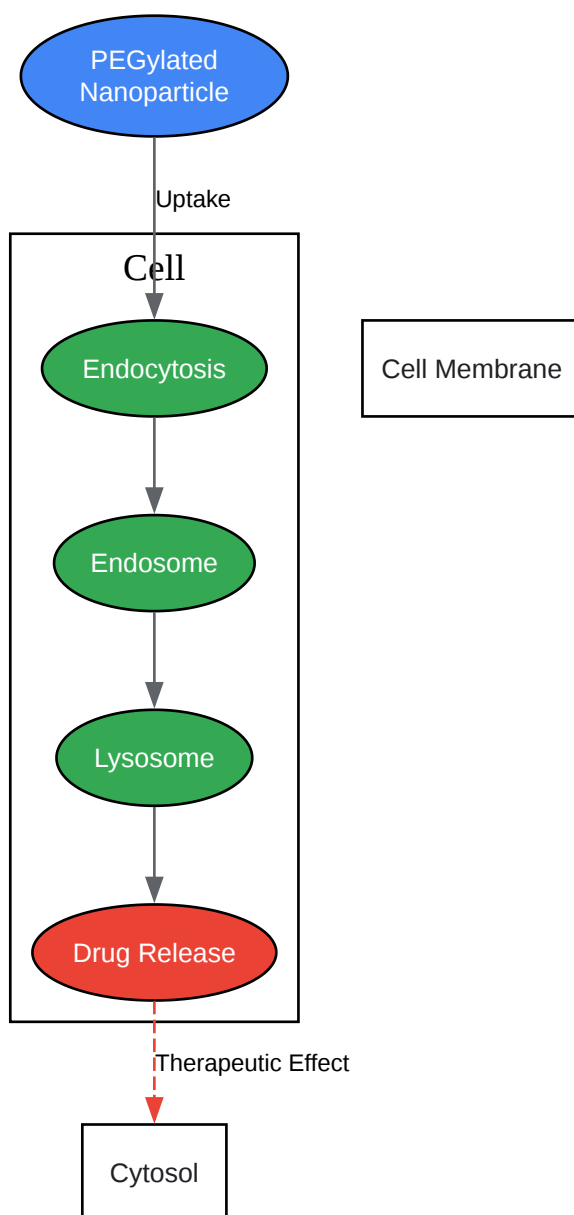 PEGylated
Nanoparticle
Uptake
Cell
Endocytosis
Cell Membrane
Endosome
Lysosome
Drug Release
Therapeutic Effect
Cytosol